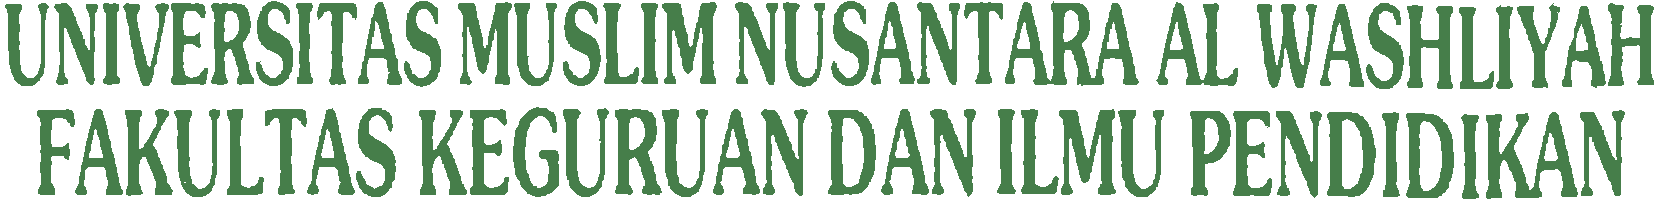 UNIVERSITAS MUSLIM NUSANTARA AL WASHLIYAH
FAKULTAS KEGURUAN DAN ILMU PENDIDIKAN